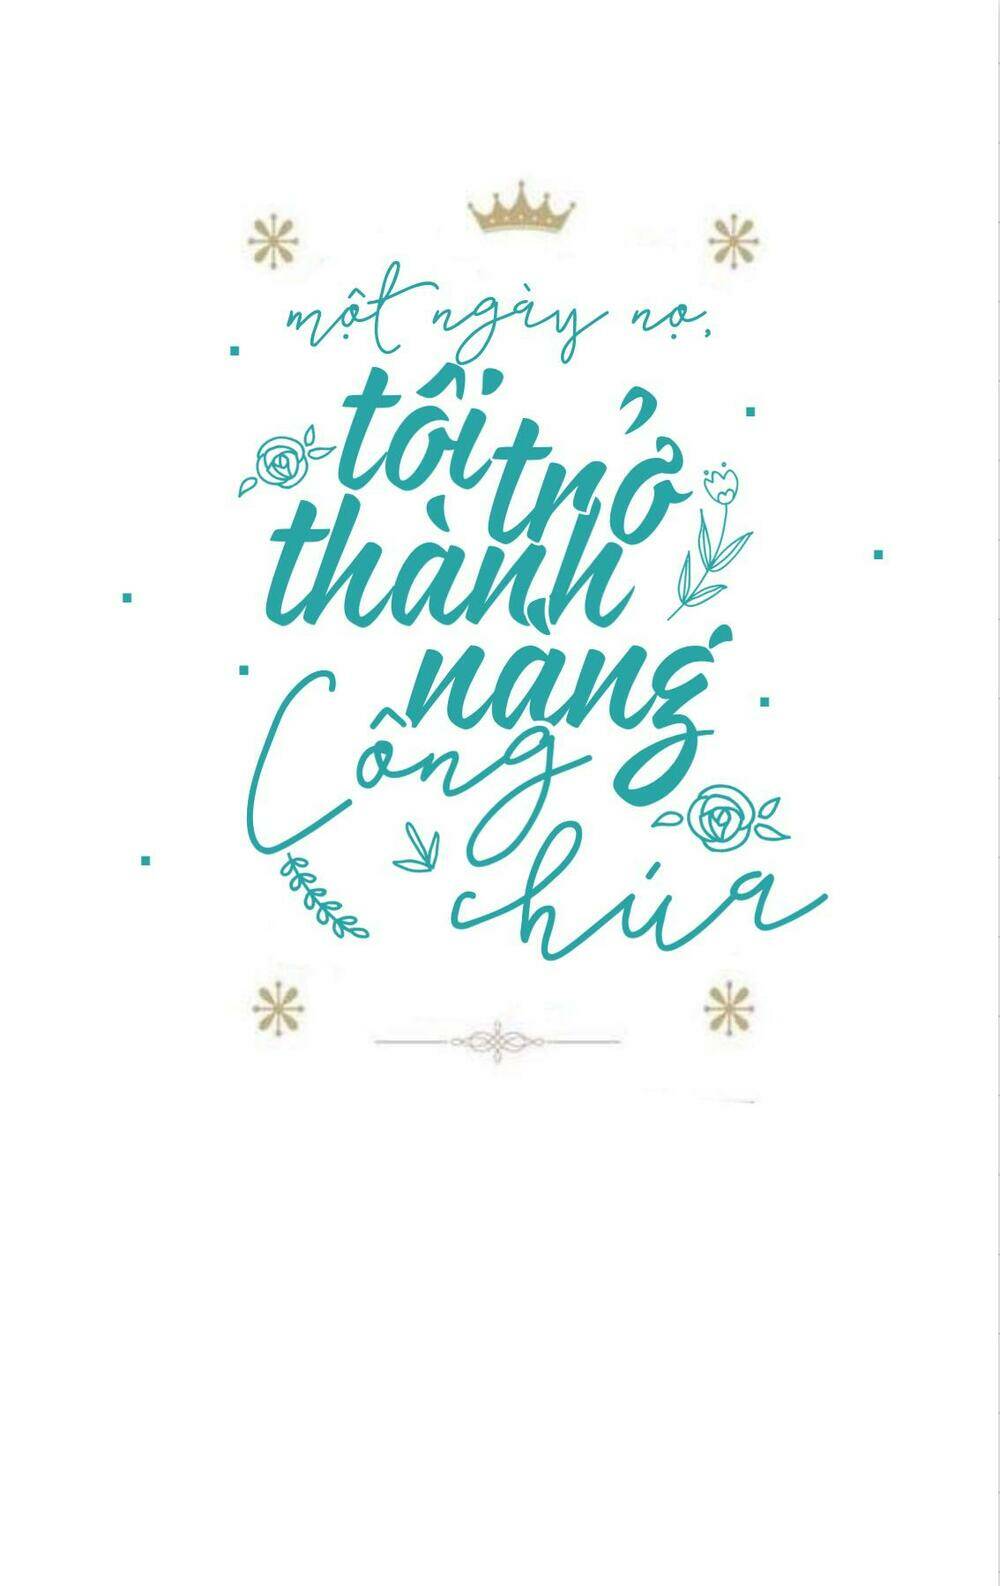 một ngày nọ,
tôi trở
thành
nàng
Công
chúa